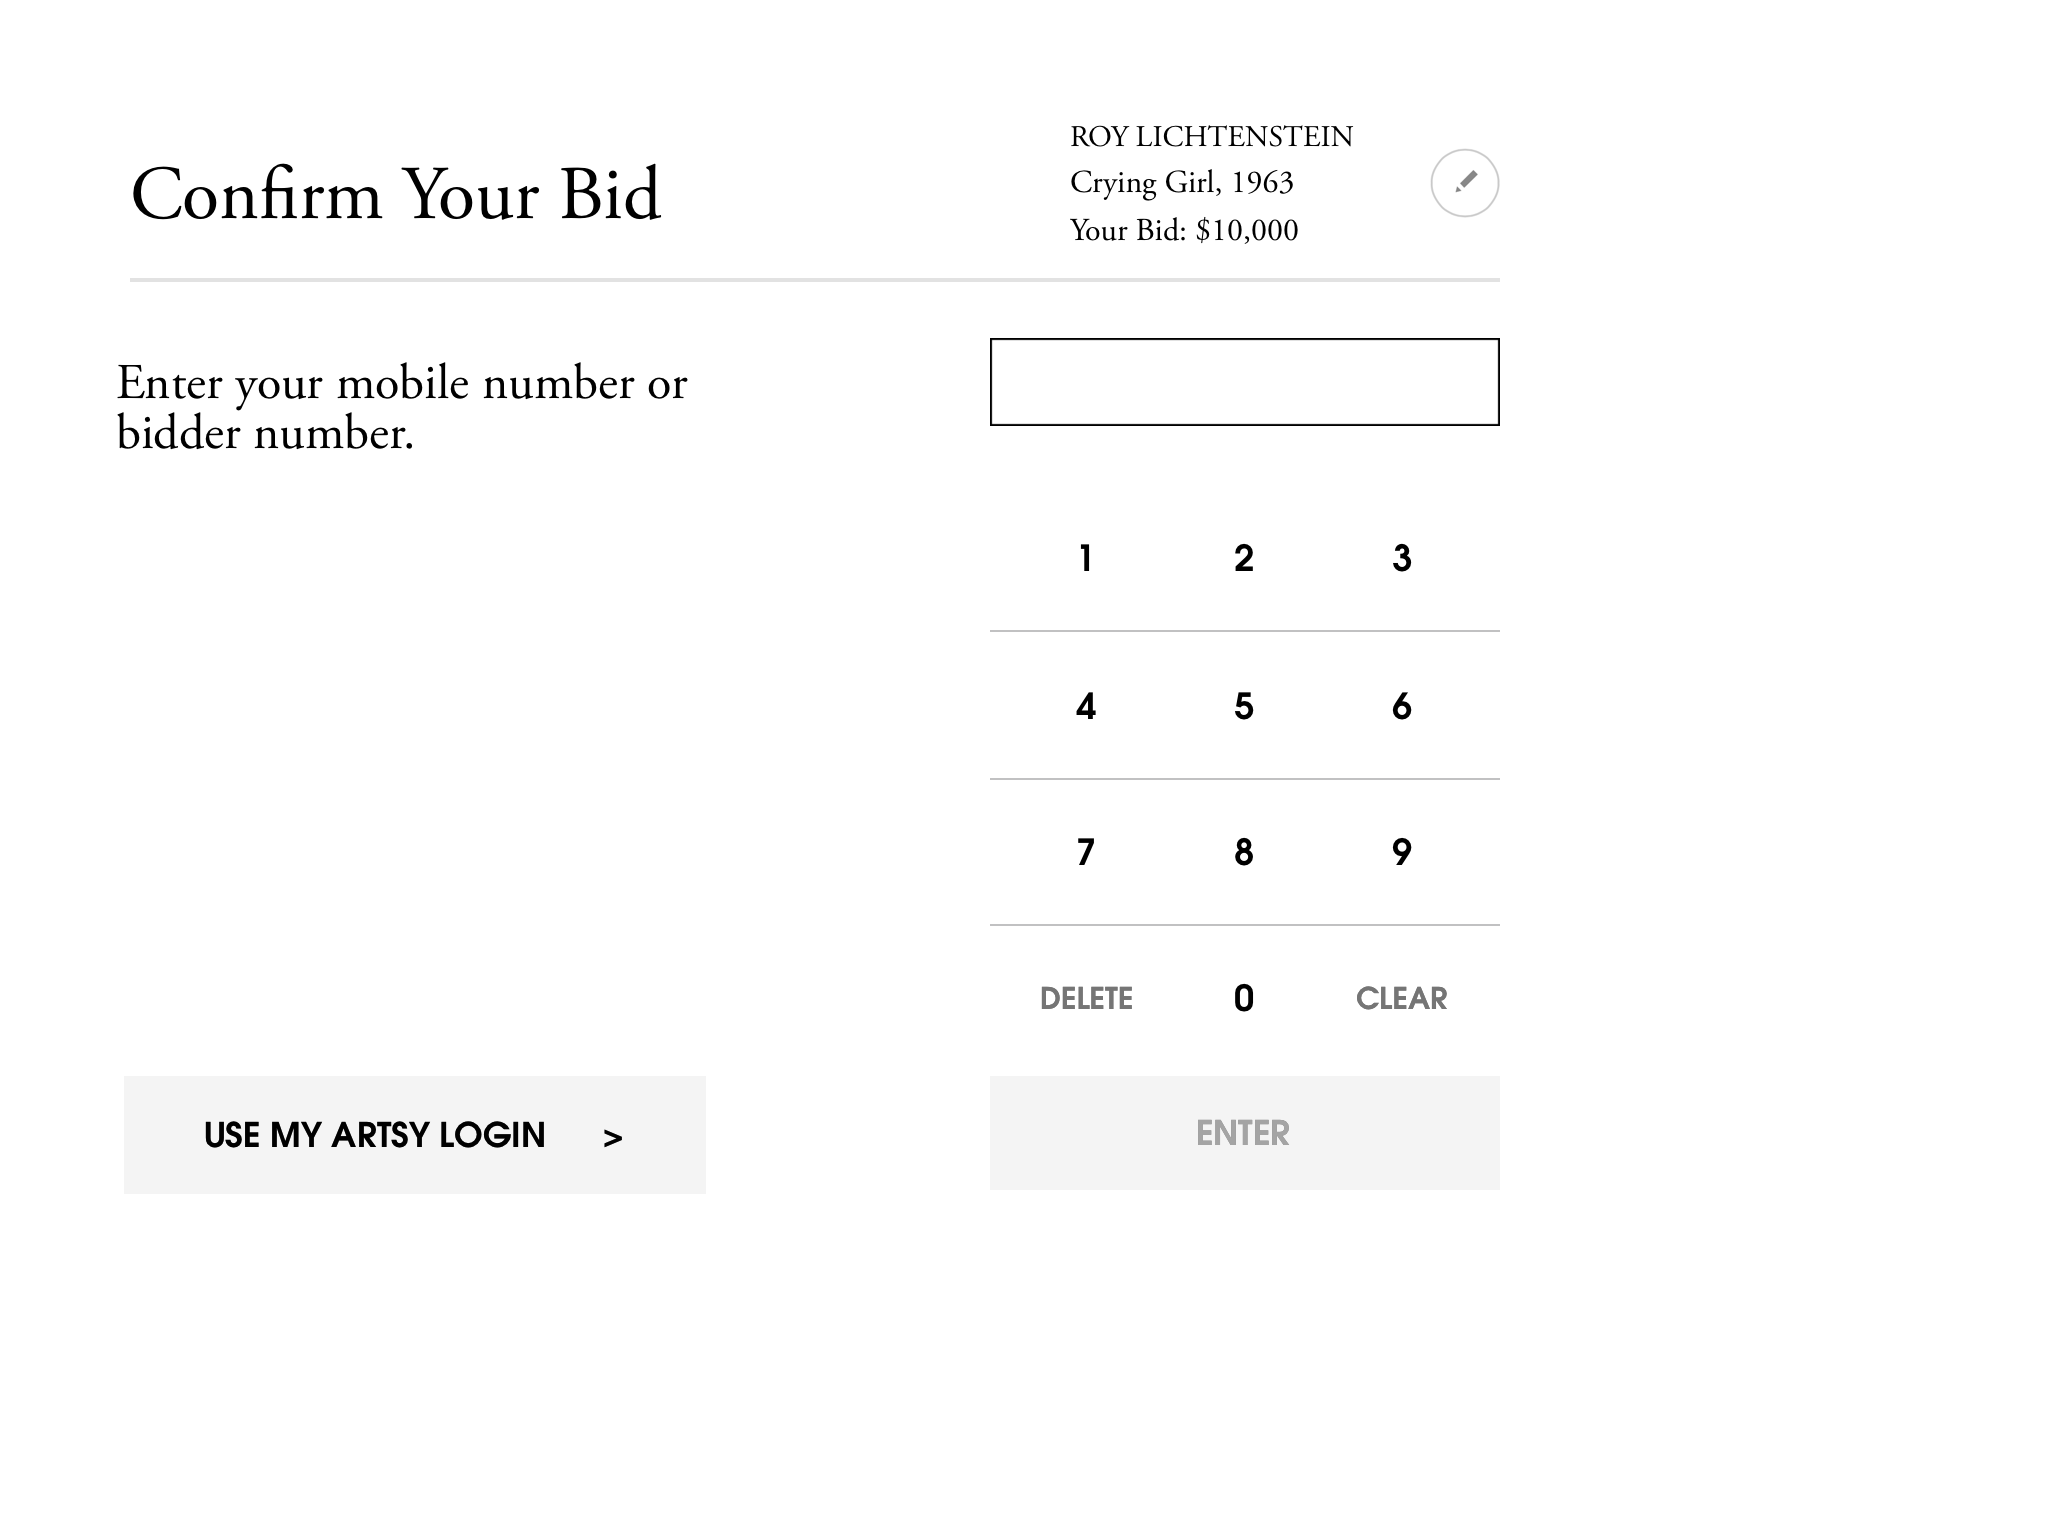 Confirm Your Bid
ROY LICHTENSTEIN
Crying Girl, 1963
Your Bid: $10,000
Enter your mobile number or
bidder number.
1 2 3
4 5 6
7 8 9
DELETE 0 CLEAR
USE MY ARTSY LOGIN >
ENTER